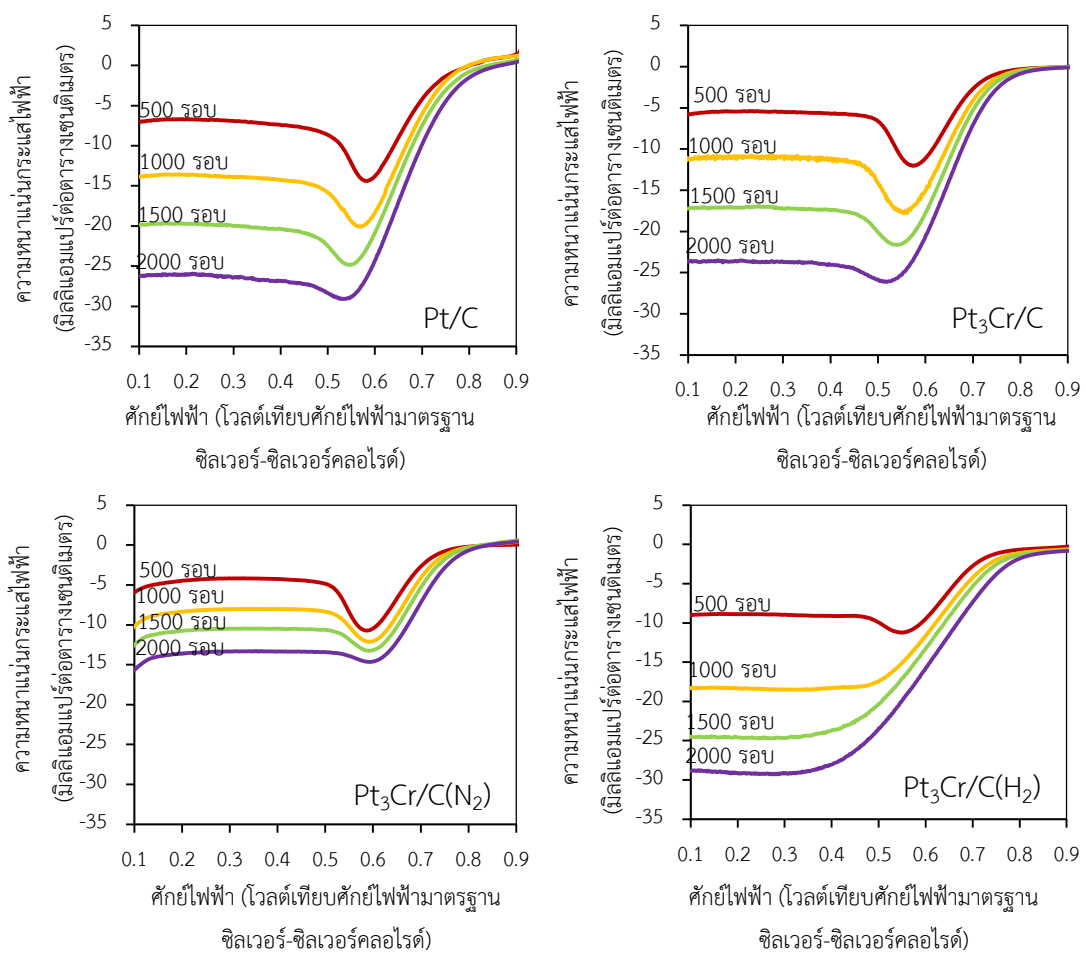 ความหนาแน่นกระแสไฟฟ้า
(มิลลิแอมแปร์ต่อตารางเซนติเมตร)
5
0
-5
-10
-15
-20
-25
-30
-35
500 รอบ
1000 รอบ
1500 รอบ
2000 รอบ
Pt/C
0.1 0.2 0.3 0.4 0.5 0.6 0.7 0.8 0.9
ศักย์ไฟฟ้า (โวลต์เทียบศักย์ไฟฟ้ามาตรฐาน
ซิลเวอร์-ซิลเวอร์คลอไรด์)
ความหนาแน่นกระแสไฟฟ้า
(มิลลิแอมแปร์ต่อตารางเซนติเมตร)
5
0
-5
-10
-15
-20
-25
-30
-35
500 รอบ
1000 รอบ
1500 รอบ
2000 รอบ
Pt₃Cr/C
0.1 0.2 0.3 0.4 0.5 0.6 0.7 0.8 0.9
ศักย์ไฟฟ้า (โวลต์เทียบศักย์ไฟฟ้ามาตรฐาน
ซิลเวอร์-ซิลเวอร์คลอไรด์)
ความหนาแน่นกระแสไฟฟ้า
(มิลลิแอมแปร์ต่อตารางเซนติเมตร)
5
0
-5
-10
-15
-20
-25
-30
-35
500 รอบ
1000 รอบ
1500 รอบ
2000 รอบ
Pt₃Cr/C(N₂)
0.1 0.2 0.3 0.4 0.5 0.6 0.7 0.8 0.9
ศักย์ไฟฟ้า (โวลต์เทียบศักย์ไฟฟ้ามาตรฐาน
ซิลเวอร์-ซิลเวอร์คลอไรด์)
ความหนาแน่นกระแสไฟฟ้า
(มิลลิแอมแปร์ต่อตารางเซนติเมตร)
5
0
-5
-10
-15
-20
-25
-30
-35
500 รอบ
1000 รอบ
1500 รอบ
2000 รอบ
Pt₃Cr/C(H₂)
0.1 0.2 0.3 0.4 0.5 0.6 0.7 0.8 0.9
ศักย์ไฟฟ้า (โวลต์เทียบศักย์ไฟฟ้ามาตรฐาน
ซิลเวอร์-ซิลเวอร์คลอไรด์)